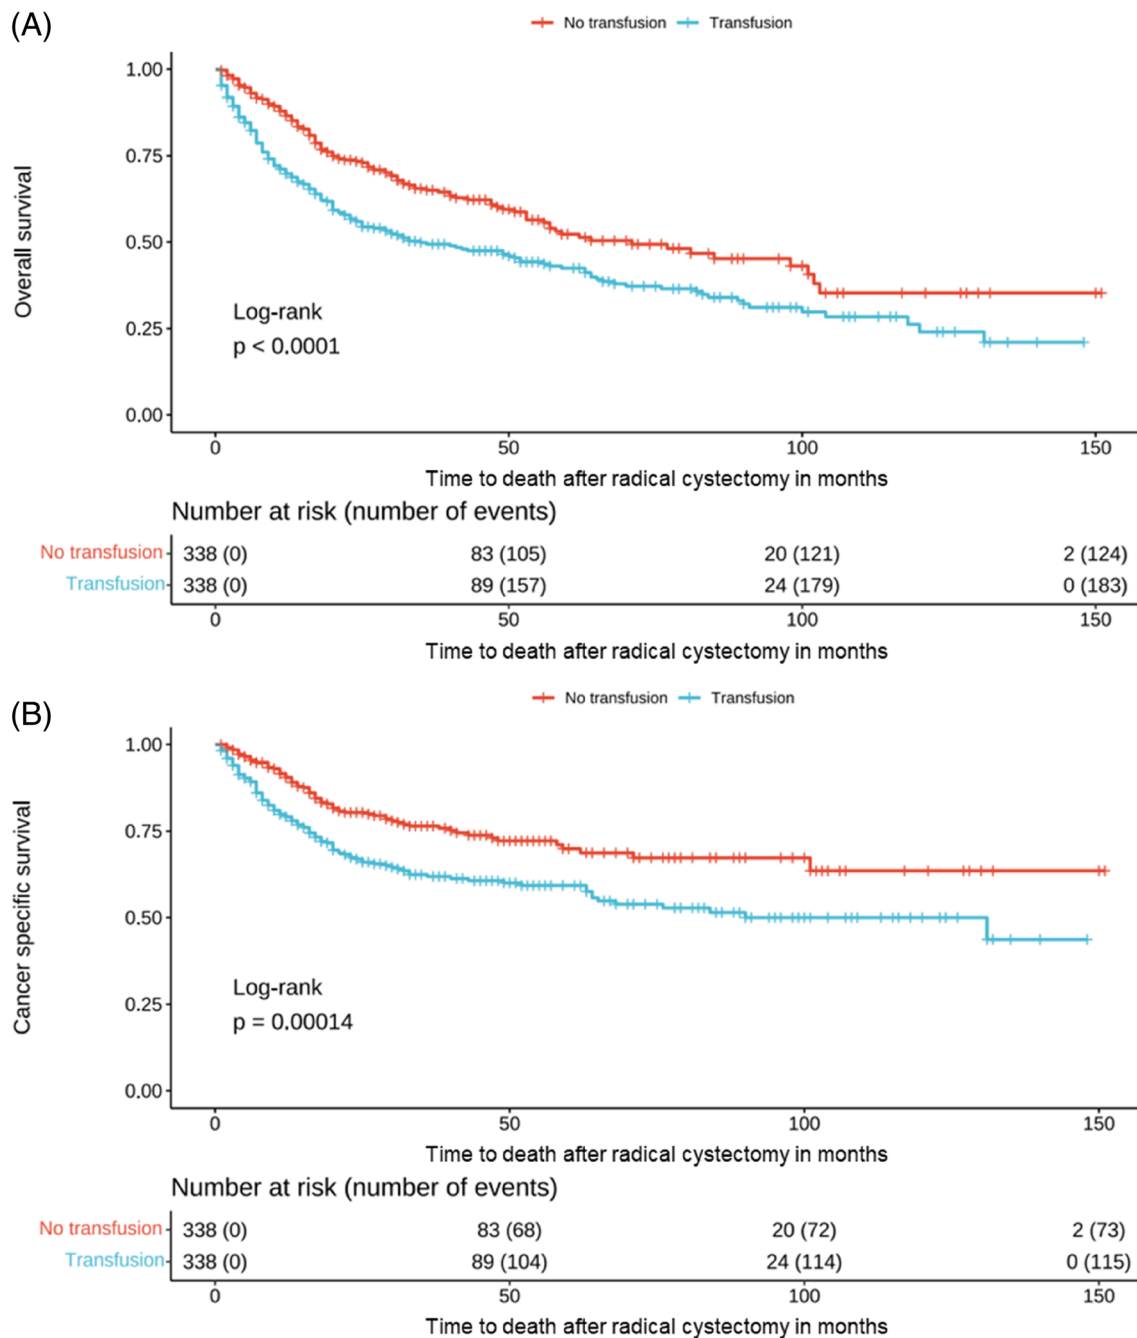 (A)
No transfusion Transfusion
Overall survival
1.00
0.75
0.50
0.25
0.00
Log-rank
p < 0.0001
0 50 100 150
Time to death after radical cystectomy in months
Number at risk (number of events)
No transfusion 338 (0) 83 (105) 20 (121) 2 (124)
Transfusion 338 (0) 89 (157) 24 (179) 0 (183)
0 50 100 150
Time to death after radical cystectomy in months
(B)
No transfusion Transfusion
Cancer specific survival
1.00
0.75
0.50
0.25
0.00
Log-rank
p = 0.00014
0 50 100 150
Time to death after radical cystectomy in months
Number at risk (number of events)
No transfusion 338 (0) 83 (68) 20 (72) 2 (73)
Transfusion 338 (0) 89 (104) 24 (114) 0 (115)
0 50 100 150
Time to death after radical cystectomy in months